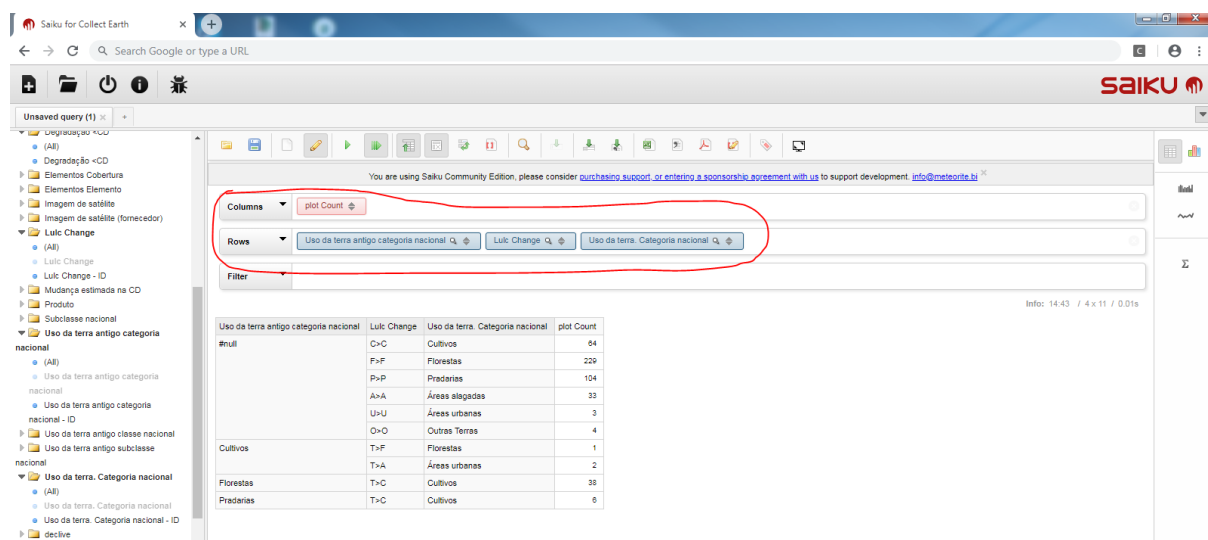 Saiku for Collect Earth
Search Google or type a URL
saiku
Unsaved query (1)
Degradação <CD
(All)
Degradação <CD
Elementos Cobertura
Elementos Elemento
Imagem de satélite
Imagem de satélite (fornecedor)
Lulc Change
(All)
Lulc Change
Lulc Change - ID
Mudança estimada na CD
Produto
Subclasse nacional
Uso da terra antigo categoria
nacional
(All)
Uso da terra antigo categoria
nacional
Uso da terra antigo categoria
nacional - ID
Uso da terra antigo classe nacional
Uso da terra antigo subclasse
nacional
Uso da terra. Categoria nacional
(All)
Uso da terra. Categoria nacional
Uso da terra. Categoria nacional - ID
declive
You are using Saiku Community Edition, please consider purchasing support, or entering a sponsorship agreement with us to support development. info@meteorite.bi
Columns plot Count
Rows Uso da terra antigo categoria nacional Lulc Change Uso da terra. Categoria nacional
Filter
Info: 14:43 / 4 x 11 / 0.01s
Uso da terra antigo categoria nacional Lulc Change Uso da terra. Categoria nacional plot Count
#null C>C Cultivos 64
F>F Florestas 229
P>P Pradarias 104
A>A Áreas alagadas 33
U>U Áreas urbanas 3
O>O Outras Terras 4
Cultivos T>F Florestas 1
T>A Áreas urbanas 2
Florestas T>C Cultivos 38
Pradarias T>C Cultivos 6
Σ